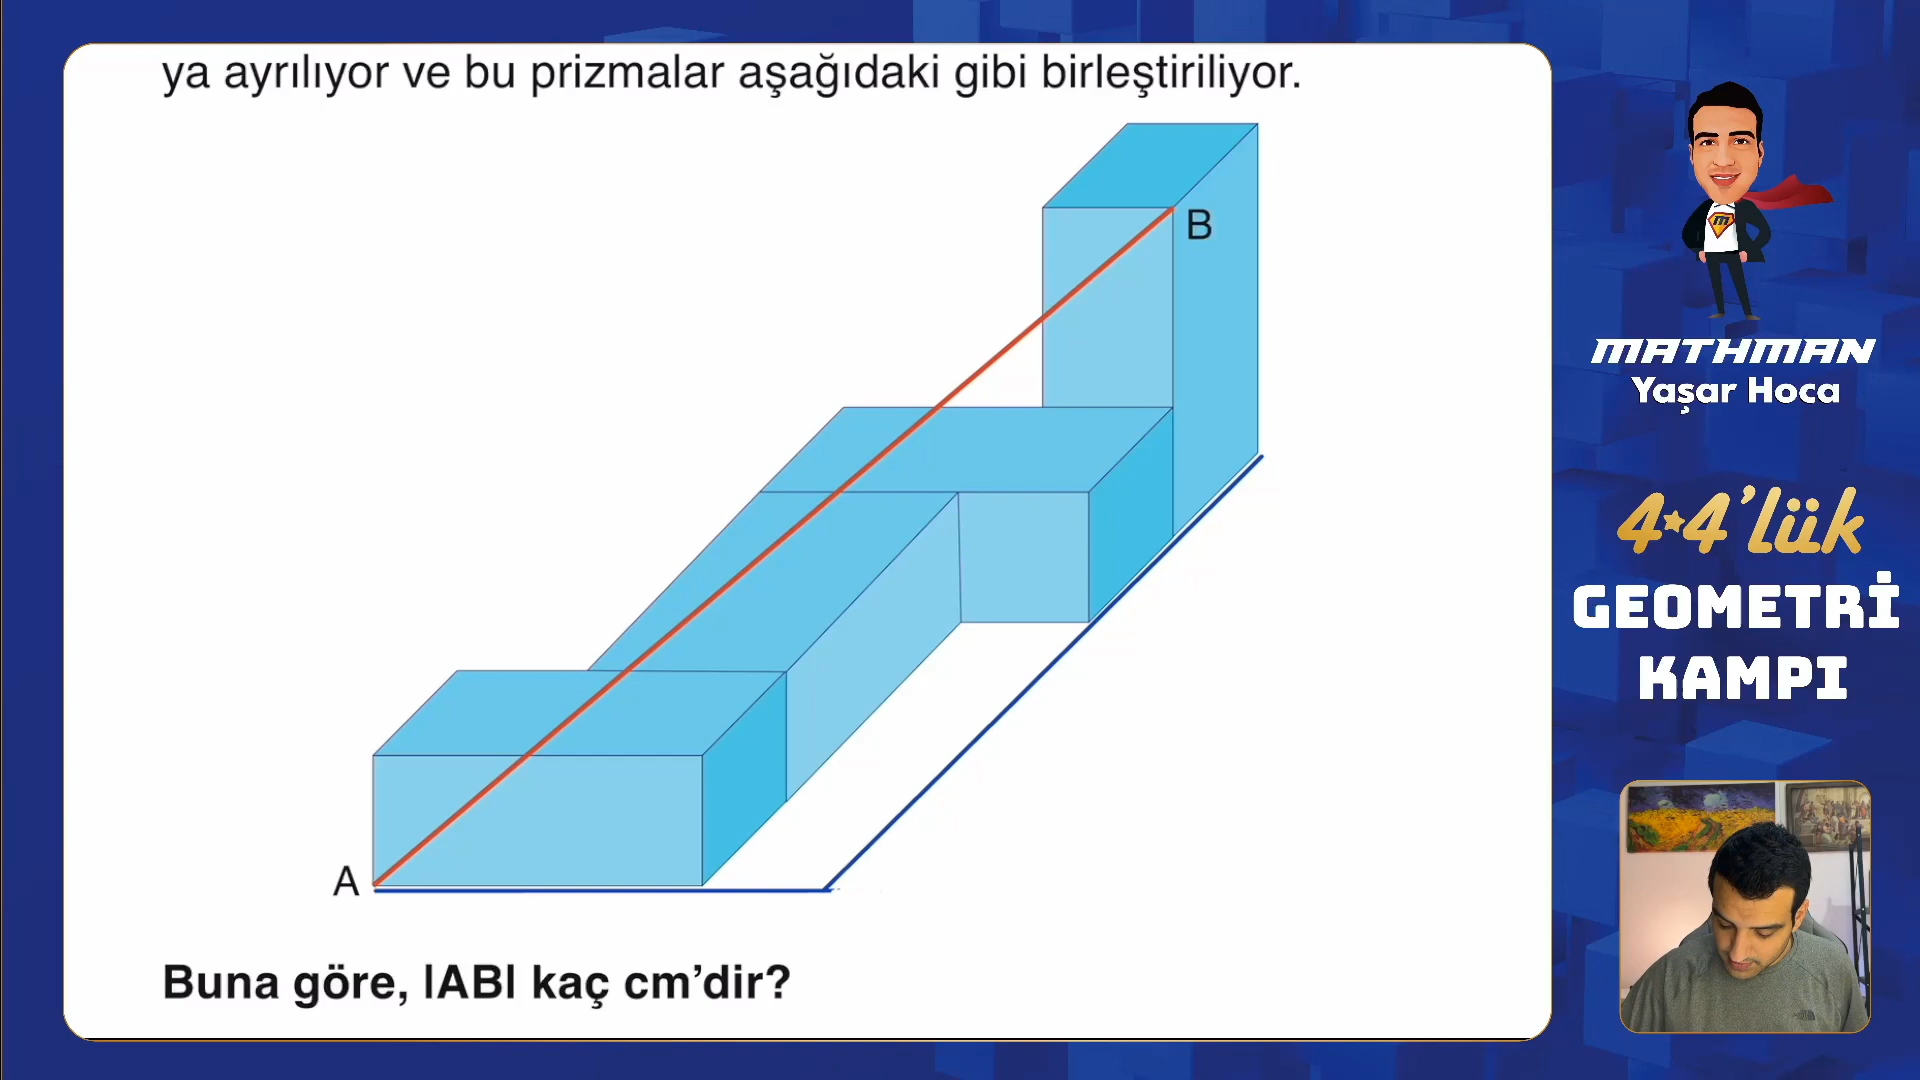 ya ayrılıyor ve bu prizmalar aşağıdaki gibi birleştiriliyor.
B
A
Buna göre, |AB| kaç cm'dir?
m
MATHMAN
Yaşar Hoca
4★4'lük
GEOMETRİ
KAMPI